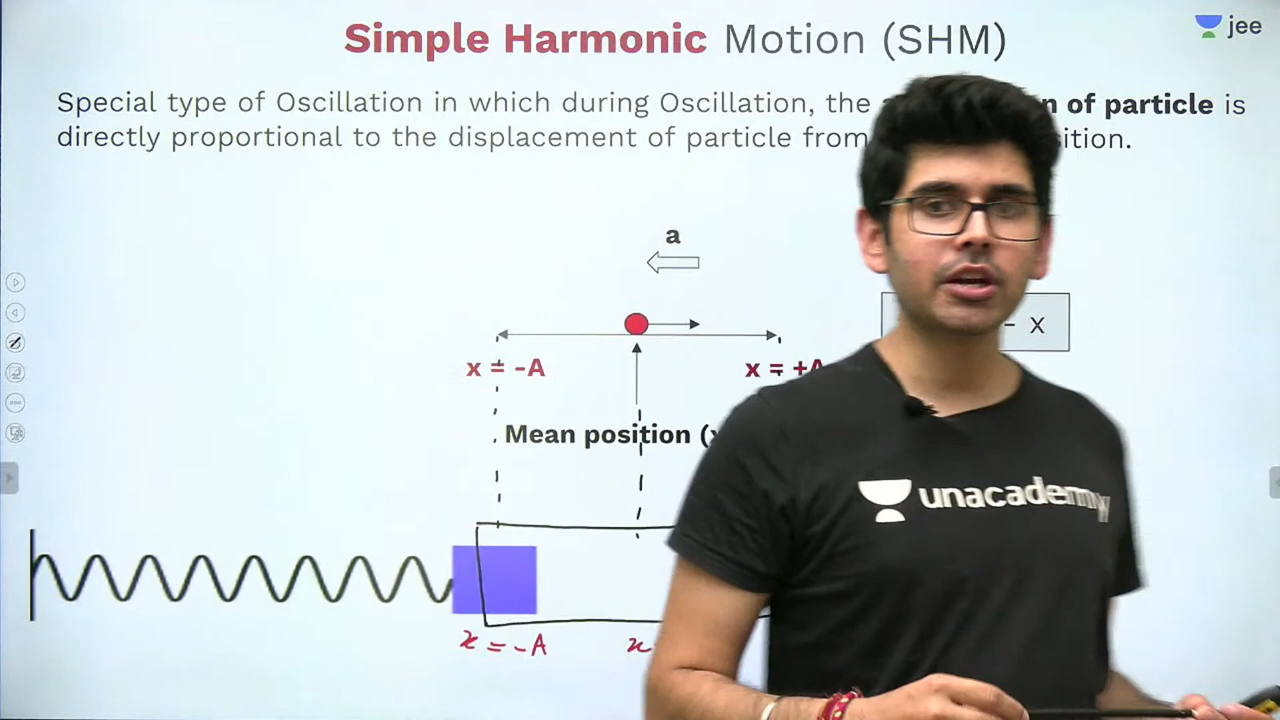 Simple Harmonic Motion (SHM)
jee
Special type of Oscillation in which during Oscillation, the of particle is
directly proportional to the displacement of particle from
a
- X
x = -A
x = +A
Mean position (
unacademy
x = -A
x